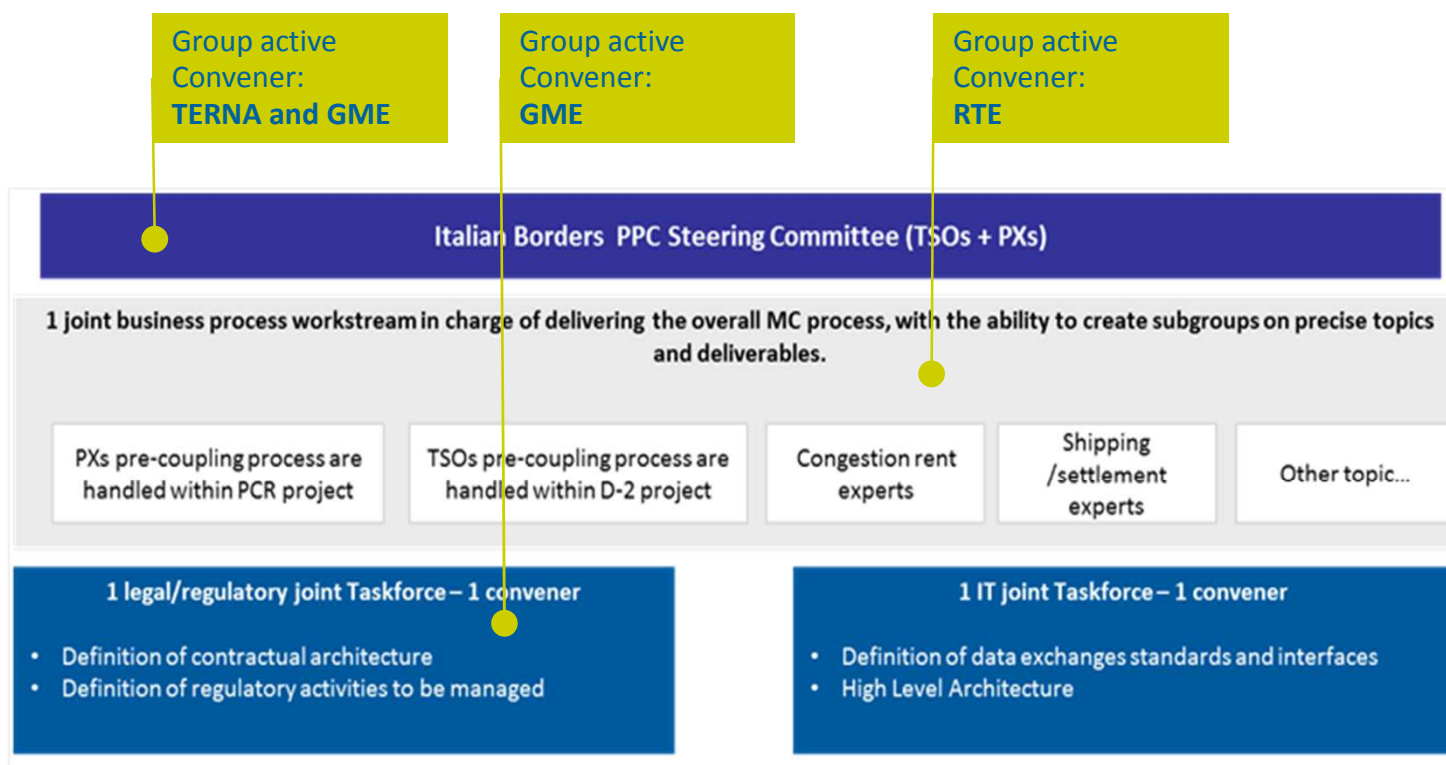 Group active
Convener:
TERNA and GME
Group active
Convener:
GME
Group active
Convener:
RTE
Italian Borders PPC Steering Committee (TSOs + PXs)
1 joint business process workstream in charge of delivering the overall MC process, with the ability to create subgroups on precise topics
and deliverables.
PXs pre-coupling process are
handled within PCR project
TSOs pre-coupling process are
handled within D-2 project
Congestion rent
experts
Shipping
/settlement
experts
Other topic...
1 legal/regulatory joint Taskforce – 1 convener
• Definition of contractual architecture
• Definition of regulatory activities to be managed
1 IT joint Taskforce – 1 convener
• Definition of data exchanges standards and interfaces
• High Level Architecture